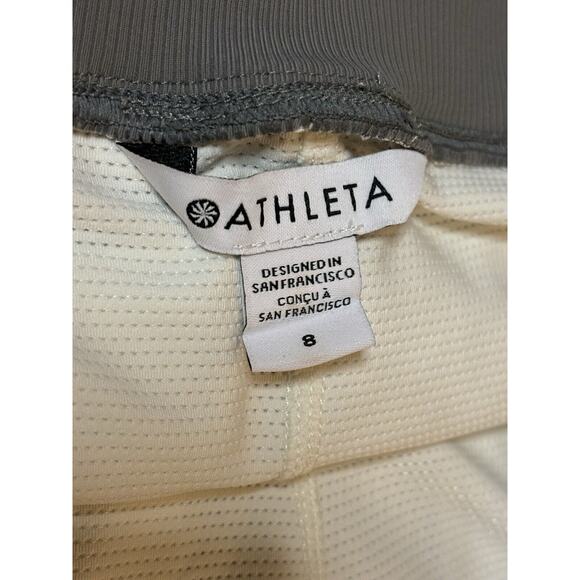 ATHLETA
DESIGNED IN
SAN FRANCISCO
CONÇU À
SAN FRANCISCO
8